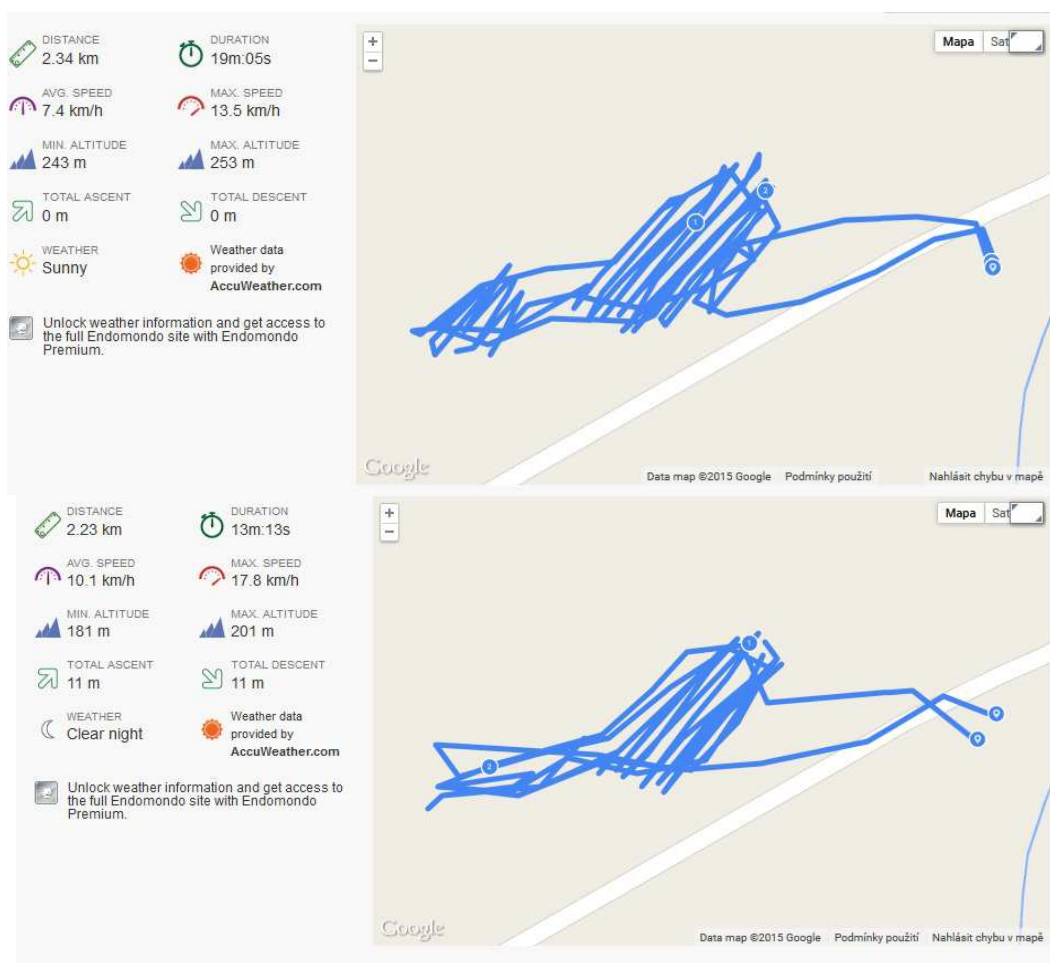 DISTANCE
2.34 km
DURATION
19m:05s
AVG. SPEED
7.4 km/h
MAX. SPEED
13.5 km/h
MIN. ALTITUDE
243 m
MAX. ALTITUDE
253 m
TOTAL ASCENT
0 m
TOTAL DESCENT
0 m
WEATHER
Sunny
Weather data
provided by
AccuWeather.com
Unlock weather information and get access to
the full Endomondo site with Endomondo
Premium.
+
−
Mapa
Sat
1
2
Google
Data map ©2015 Google
Podmínky použití
Nahlásit chybu v mapě
DISTANCE
2.23 km
DURATION
13m:13s
AVG. SPEED
10.1 km/h
MAX. SPEED
17.8 km/h
MIN. ALTITUDE
181 m
MAX. ALTITUDE
201 m
TOTAL ASCENT
11 m
TOTAL DESCENT
11 m
WEATHER
Clear night
Weather data
provided by
AccuWeather.com
Unlock weather information and get access to
the full Endomondo site with Endomondo
Premium.
+
−
Mapa
Sat
1
2
Google
Data map ©2015 Google
Podmínky použití
Nahlásit chybu v mapě